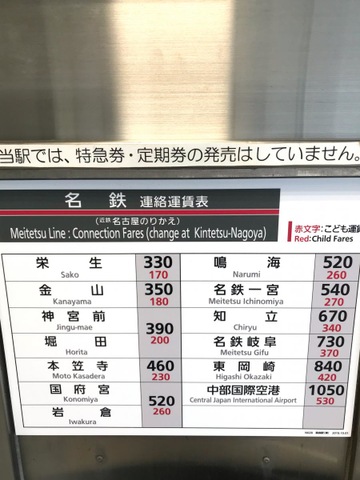 当駅では、特急券・定期券の発売はしていません。
名鉄 連絡運賃表
(近鉄 名古屋のりかえ)
Meitetsu Line : Connection Fares (change at Kintetsu-Nagoya)
赤文字:こども運
Red:Child Fares
栄生 330
Sako 170
金山 350
Kanayama 180
神宮前
Jingu-mae
390
200
堀田
Horita
本笠寺 460
Moto Kasadera 230
国府宮
Konomiya
520
260
岩倉
Iwakura
鳴海 520
Narumi 260
名鉄一宮 540
Meitetsu Ichinomiya 270
知立 670
Chiryu 340
名鉄岐阜 730
Meitetsu Gifu 370
東岡崎 840
Higashi Okazaki 420
中部国際空港 1050
Central Japan International Airport 530